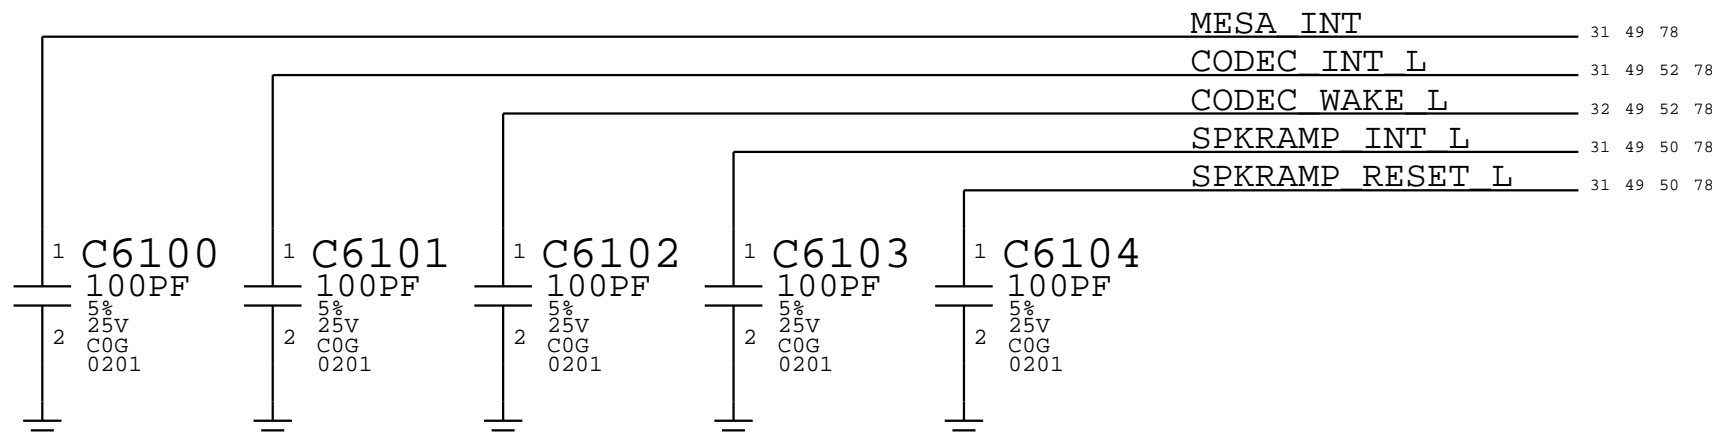 MESA_INT 31 49 78
CODEC_INT_L 31 49 52 78
CODEC_WAKE_L 32 49 52 78
SPKRAMP_INT_L 31 49 50 78
SPKRAMP_RESET_L 31 49 50 78
1 C6100 1 C6101 1 C6102 1 C6103 1 C6104
100PF 100PF 100PF 100PF 100PF
5% 5% 5% 5% 5%
25V 25V 25V 25V 25V
2 2 2 2 2
C0G C0G C0G C0G C0G
0201 0201 0201 0201 0201